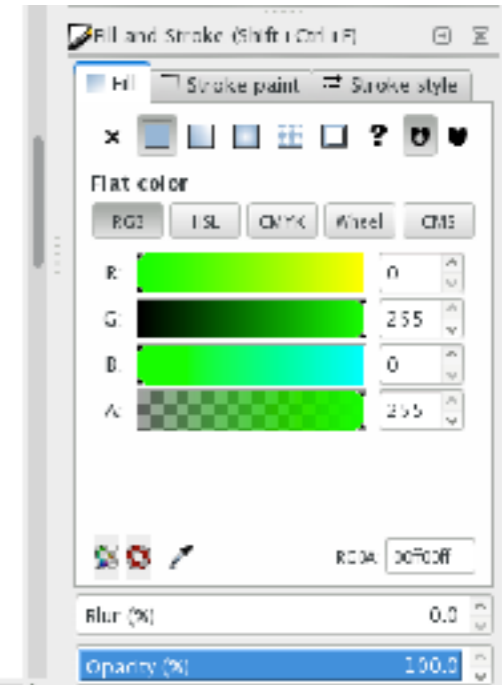 Fill and Stroke (Shift+Ctrl+F)
Fill Stroke paint Stroke style
?
Flat color
RGB HSL CMYK Wheel CMS
R: 0
G: 255
B: 0
A: 255
RGBA: 00ff00ff
Blur (%) 0.0
Opacity (%) 100.0